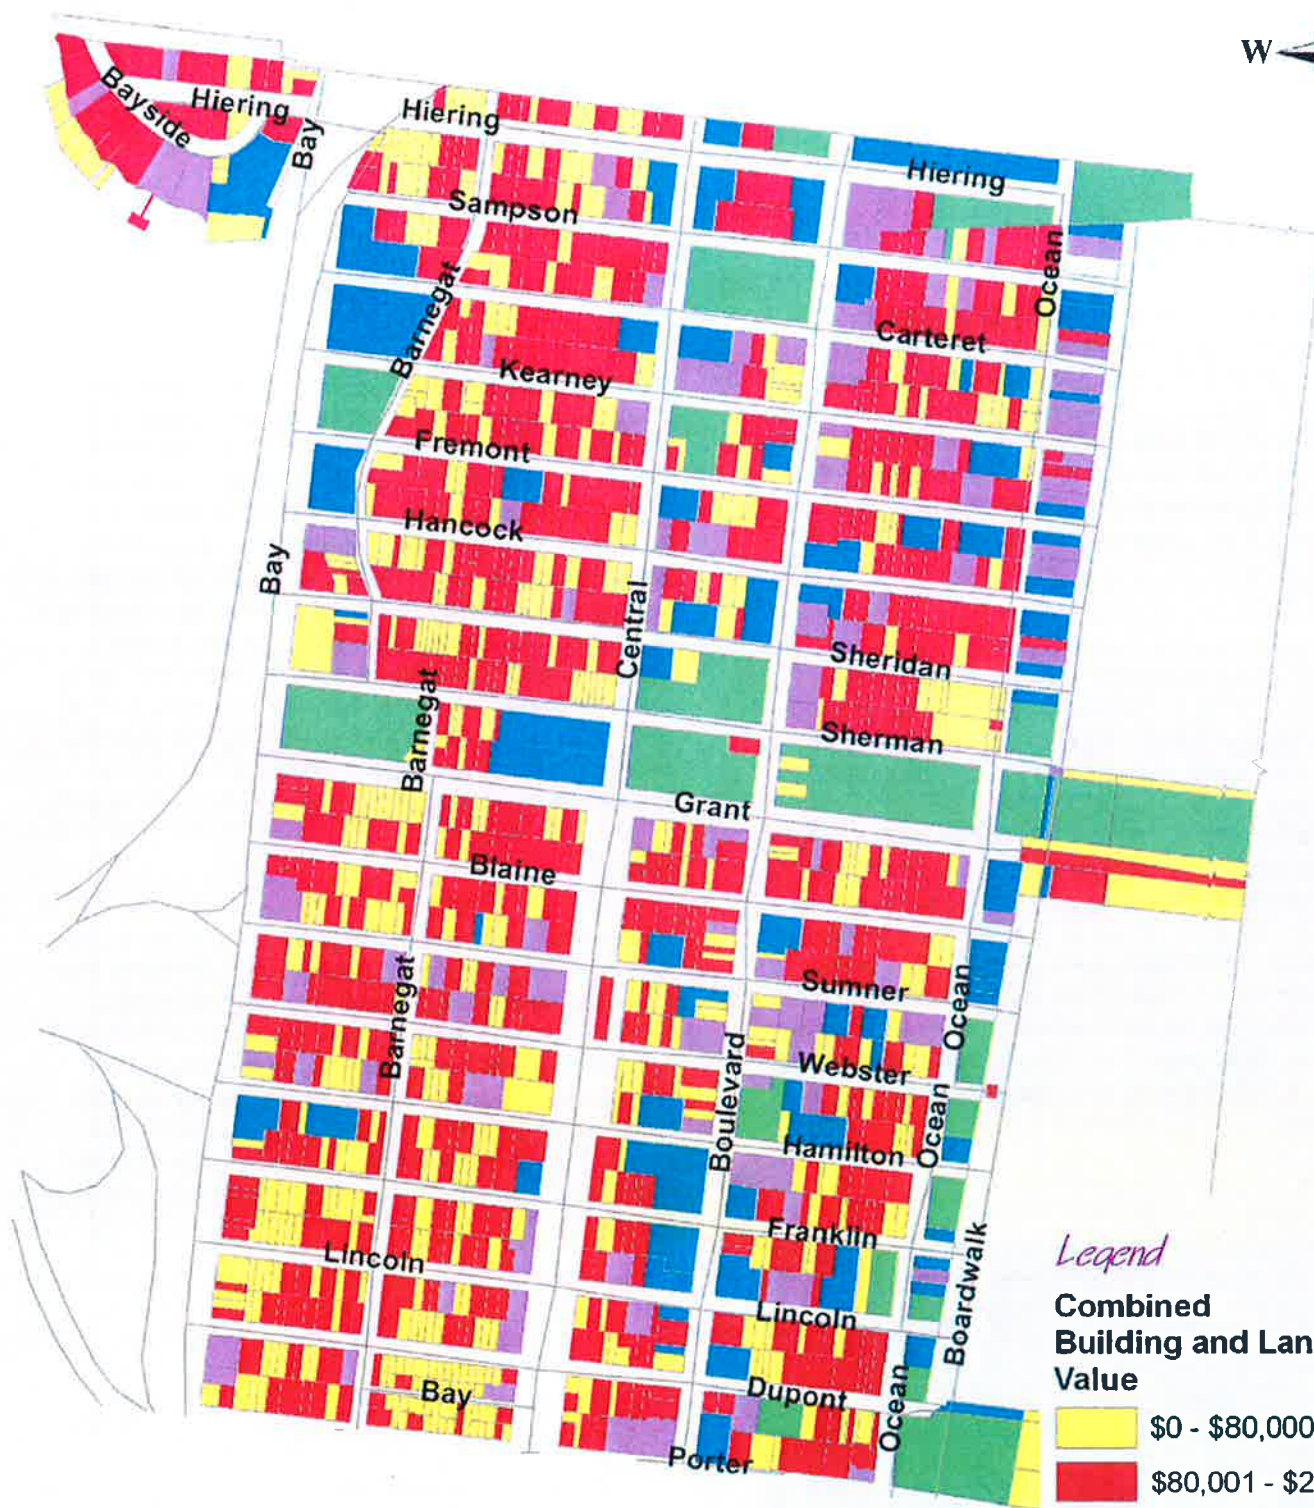 W
Bayside
Hiering
Bay
Hiering
Hiering
Sampson
Ocean
Barnegat
Carteret
Kearney
Fremont
Hancock
Bay
Central
Sheridan
Barnegat
Sherman
Grant
Blaine
Barnegat
Sumner
Ocean
Webster
Boulevard
Ocean
Hamilton
Franklin
Lincoln
Boardwalk
Lincoln
Bay
Dupont
Ocean
Porter
Legend
Combined
Building and Lan
Value
$0 - $80,000
$80,001 - $2